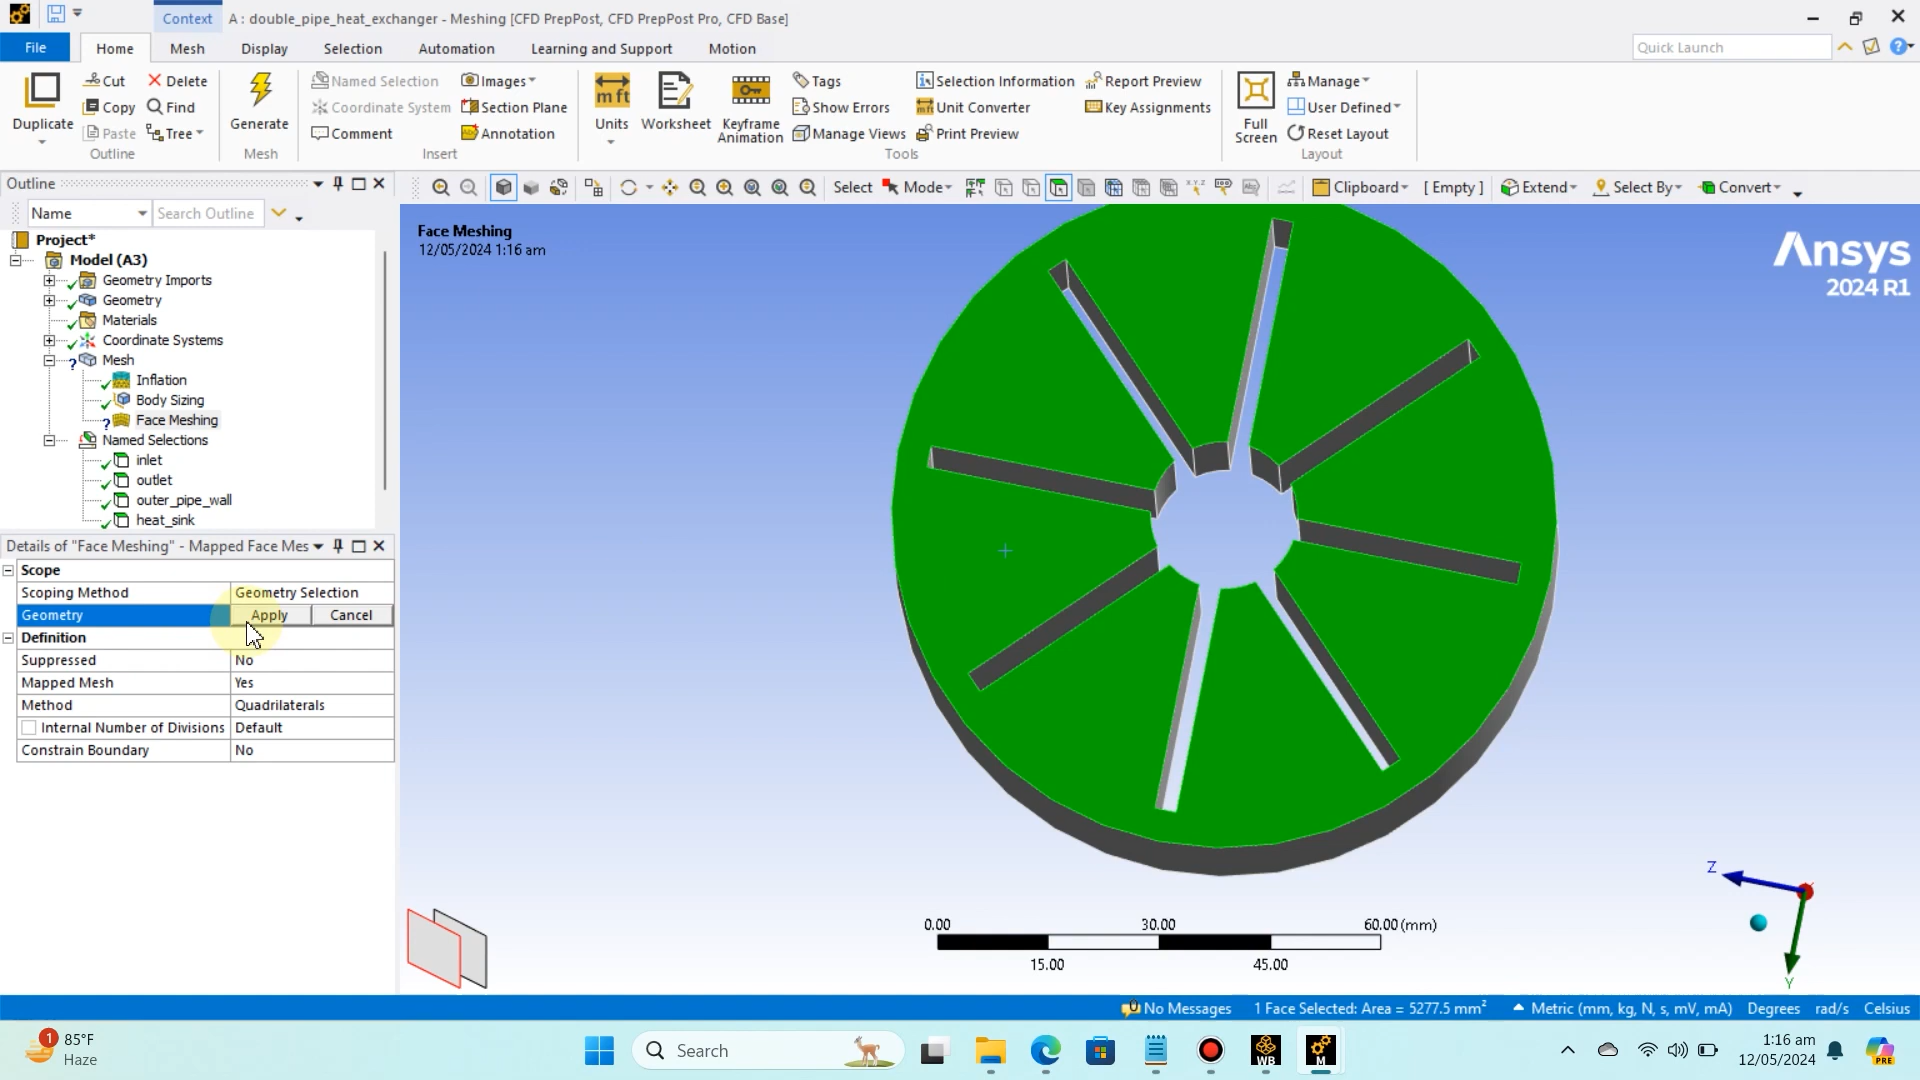 Context
A : double_pipe_heat_exchanger - Meshing [CFD PrepPost, CFD PrepPost Pro, CFD Base]
File
Home
Mesh
Display
Selection
Automation
Learning and Support
Motion
Quick Launch
Duplicate
Cut
Copy
Paste
Delete
Find
Tree
Outline
Generate
Mesh
Named Selection
Coordinate System
Comment
Images
Section Plane
Annotation
Insert
Units
Worksheet
Keyframe
Animation
Tags
Show Errors
Manage Views
Selection Information
Unit Converter
Print Preview
Report Preview
Key Assignments
Tools
Full
Screen
Manage
User Defined
Reset Layout
Layout
Outline
Select
Mode
Clipboard
[ Empty ]
Extend
Select By
Convert
Name
Search Outline
Project*
Model (A3)
Geometry Imports
Geometry
Materials
Coordinate Systems
Mesh
Inflation
Body Sizing
Face Meshing
Named Selections
inlet
outlet
outer_pipe_wall
heat_sink
Details of "Face Meshing" - Mapped Face Mes
Scope
Scoping Method Geometry Selection
Geometry Apply Cancel
Definition
Suppressed No
Mapped Mesh Yes
Method Quadrilaterals
Internal Number of Divisions Default
Constrain Boundary No
Face Meshing
12/05/2024 1:16 am
Ansys
2024 R1
Z
Y
0.00 30.00 60.00 (mm)
15.00 45.00
No Messages
1 Face Selected: Area = 5277.5 mm²
Metric (mm, kg, N, s, mV, mA)
Degrees
rad/s
Celsius
1
85°F
Haze
Search
WB
M
1:16 am
12/05/2024
PRE